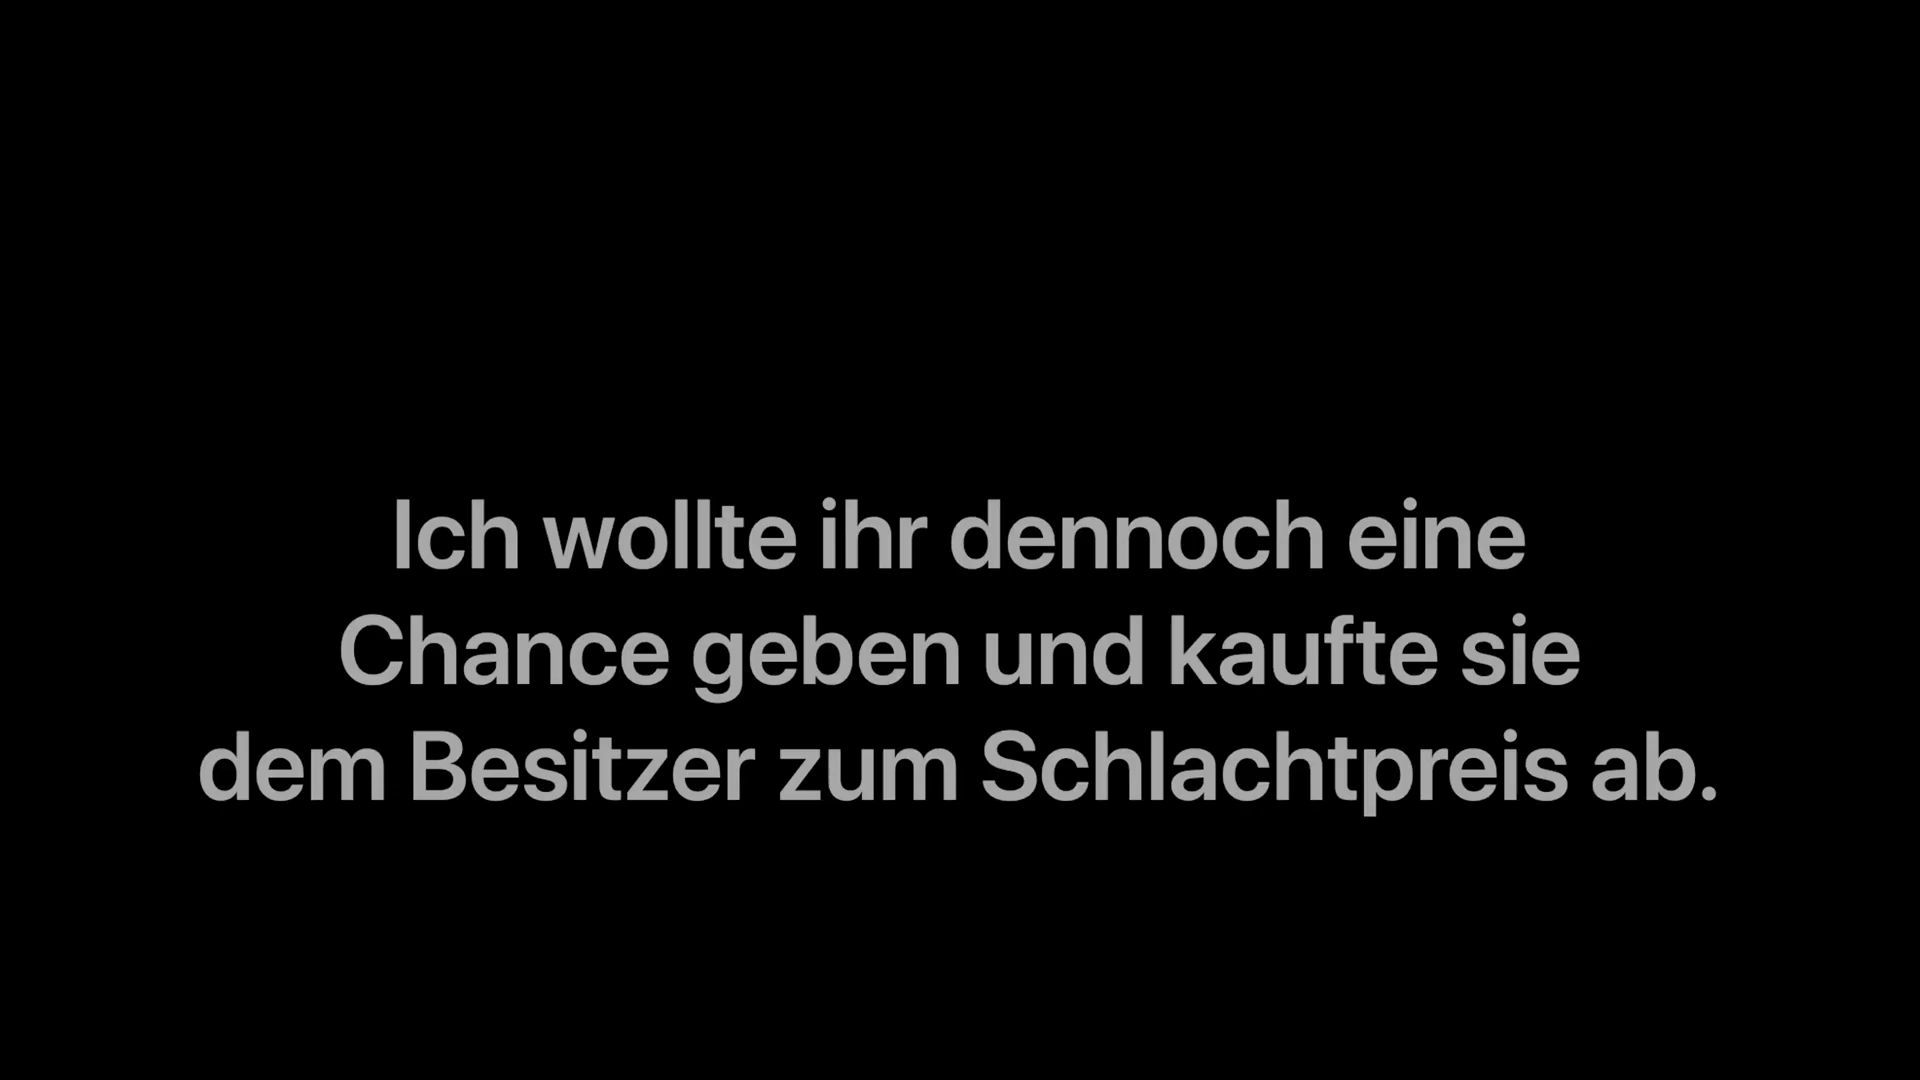 Ich wollte ihr dennoch eine
Chance geben und kaufte sie
dem Besitzer zum Schlachtpreis ab.